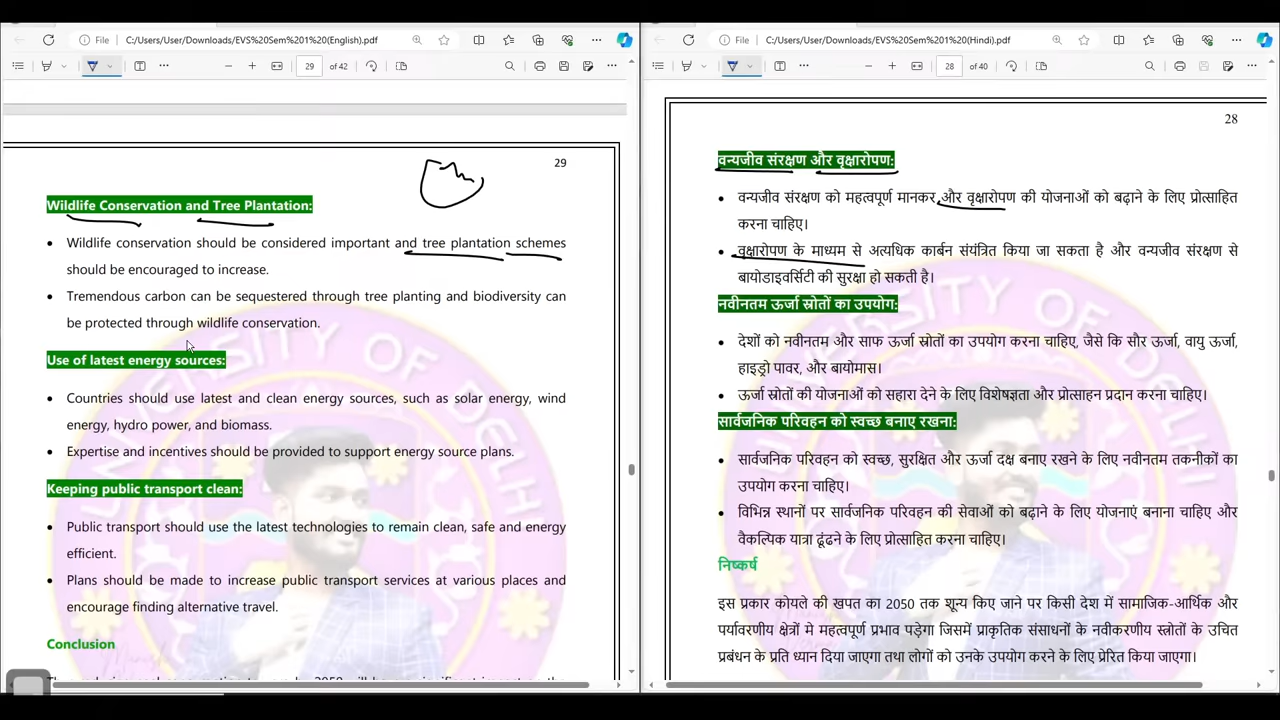 File C:/Users/User/Downloads/EVS%20Sem%201%20(English).pdf
29 of 42
29
Wildlife Conservation and Tree Plantation:
• Wildlife conservation should be considered important and tree plantation schemes
should be encouraged to increase.
• Tremendous carbon can be sequestered through tree planting and biodiversity can
be protected through wildlife conservation.
Use of latest energy sources:
• Countries should use latest and clean energy sources, such as solar energy, wind
energy, hydro power, and biomass.
• Expertise and incentives should be provided to support energy source plans.
Keeping public transport clean:
• Public transport should use the latest technologies to remain clean, safe and energy
efficient.
• Plans should be made to increase public transport services at various places and
encourage finding alternative travel.
Conclusion
File C:/Users/User/Downloads/EVS%20Sem%201%20(Hindi).pdf
28 of 40
28
वन्यजीव संरक्षण और वृक्षारोपण:
• वन्यजीव संरक्षण को महत्वपूर्ण मानकर और वृक्षारोपण की योजनाओं को बढ़ाने के लिए प्रोत्साहित
करना चाहिए।
• वृक्षारोपण के माध्यम से अत्यधिक कार्बन संयंत्रित किया जा सकता है और वन्यजीव संरक्षण से
बायोडाइवर्सिटी की सुरक्षा हो सकती है।
नवीनतम ऊर्जा स्रोतों का उपयोग:
• देशों को नवीनतम और साफ ऊर्जा स्रोतों का उपयोग करना चाहिए, जैसे कि सौर ऊर्जा, वायु ऊर्जा,
हाइड्रो पावर, और बायोमास।
• ऊर्जा स्रोतों की योजनाओं को सहारा देने के लिए विशेषज्ञता और प्रोत्साहन प्रदान करना चाहिए।
सार्वजनिक परिवहन को स्वच्छ बनाए रखना:
• सार्वजनिक परिवहन को स्वच्छ, सुरक्षित और ऊर्जा दक्ष बनाए रखने के लिए नवीनतम तकनीकों का
उपयोग करना चाहिए।
• विभिन्न स्थानों पर सार्वजनिक परिवहन की सेवाओं को बढ़ाने के लिए योजनाएं बनाना चाहिए और
वैकल्पिक यात्रा ढूंढने के लिए प्रोत्साहित करना चाहिए।
निष्कर्ष
इस प्रकार कोयले की खपत का 2050 तक शून्य किए जाने पर किसी देश में सामाजिक-आर्थिक और
पर्यावरणीय क्षेत्रों मे महत्वपूर्ण प्रभाव पड़ेगा जिसमें प्राकृतिक संसाधनों के नवीकरणीय स्त्रोतों के उचित
प्रबंधन के प्रति ध्यान दिया जाएगा तथा लोगों को उनके उपयोग करने के लिए प्रेरित किया जाएगा।
UNIVERSITY OF DELHI
UNIVERSITY OF DELHI